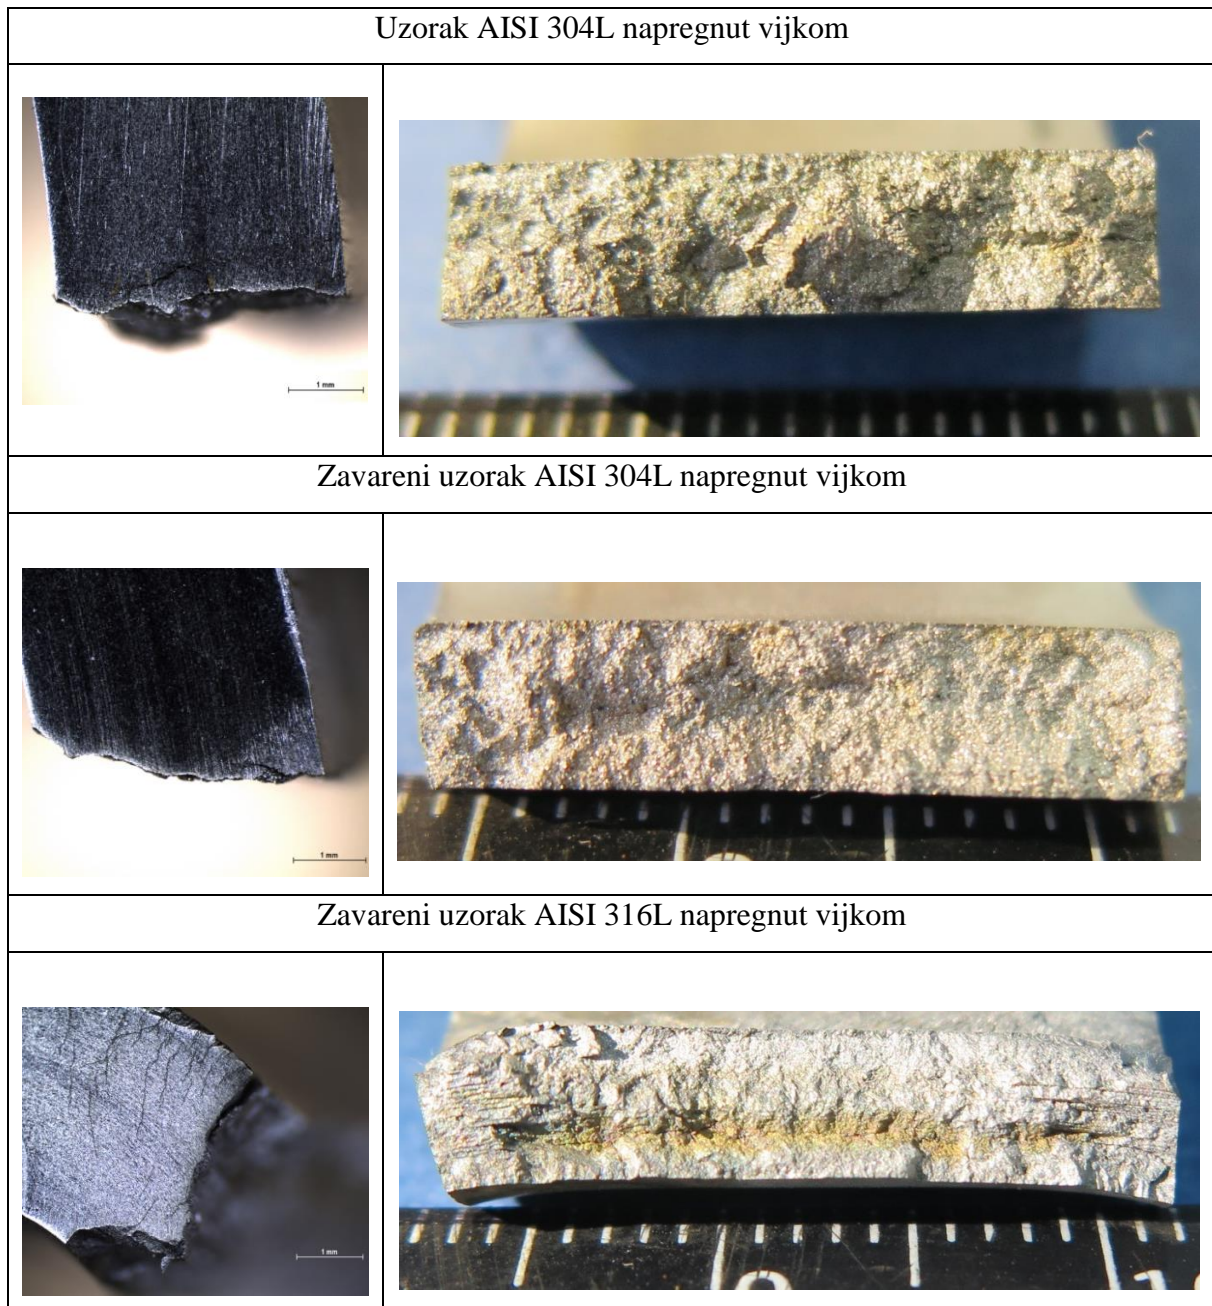 Uzorak AISI 304L napregnut vijkom
1 mm
Zavareni uzorak AISI 304L napregnut vijkom
1 mm
Zavareni uzorak AISI 316L napregnut vijkom
1 mm